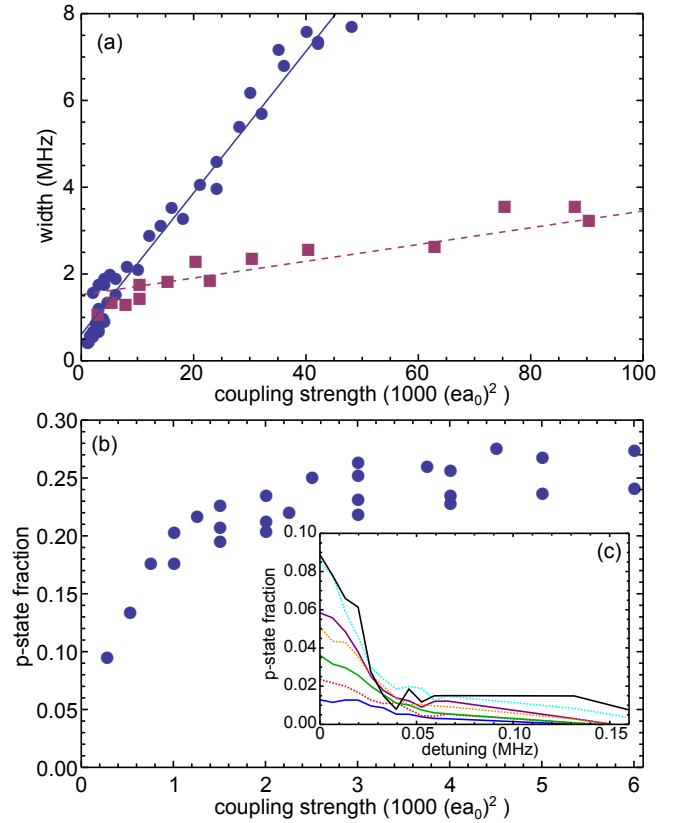 8
(a)
6
width (MHz)
4
2
0
0 20 40 60 80 100
coupling strength (1000 (ea₀)² )
0.30
(b)
0.25
0.20
p-state fraction
0.15
0.10
0.05
0.00
0 1 2 3 4 5 6
coupling strength (1000 (ea₀)² )
0.10
(c)
0.08
p-state fraction
0.06
0.04
0.02
0.00
0. 0.05 0.10 0.15
detuning (MHz)